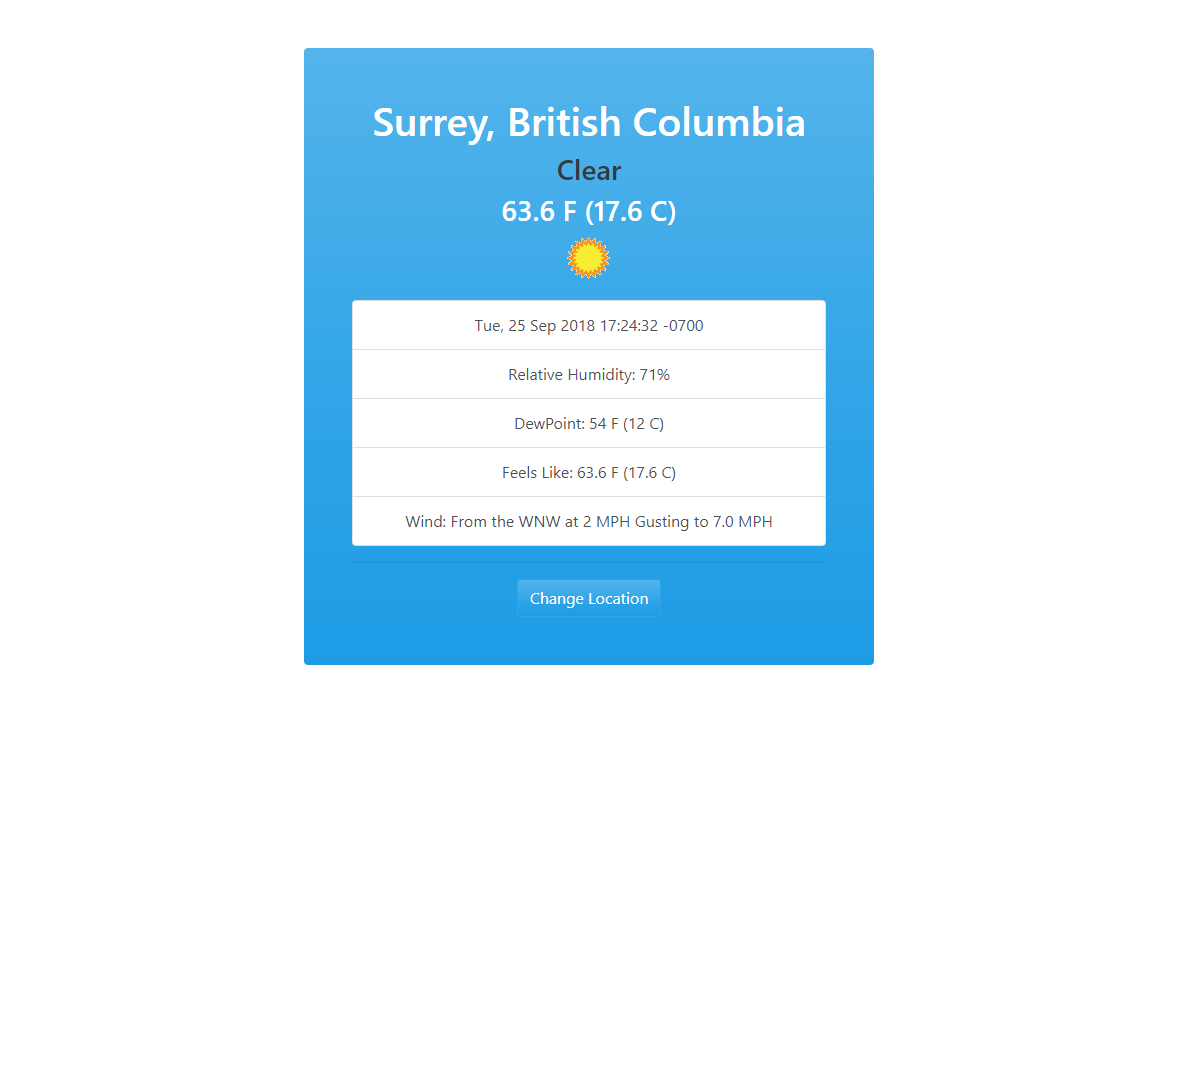 Surrey, British Columbia
Clear
63.6 F (17.6 C)
Tue, 25 Sep 2018 17:24:32 -0700
Relative Humidity: 71%
DewPoint: 54 F (12 C)
Feels Like: 63.6 F (17.6 C)
Wind: From the WNW at 2 MPH Gusting to 7.0 MPH
Change Location